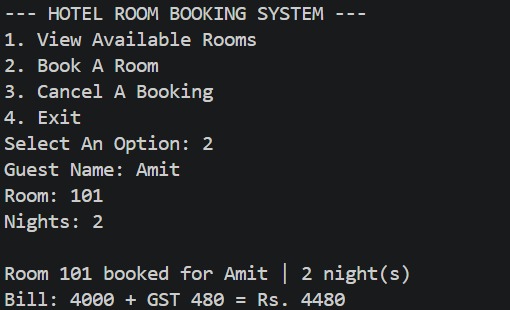 --- HOTEL ROOM BOOKING SYSTEM ---
1. View Available Rooms
2. Book A Room
3. Cancel A Booking
4. Exit
Select An Option: 2
Guest Name: Amit
Room: 101
Nights: 2

Room 101 booked for Amit | 2 night(s)
Bill: 4000 + GST 480 = Rs. 4480